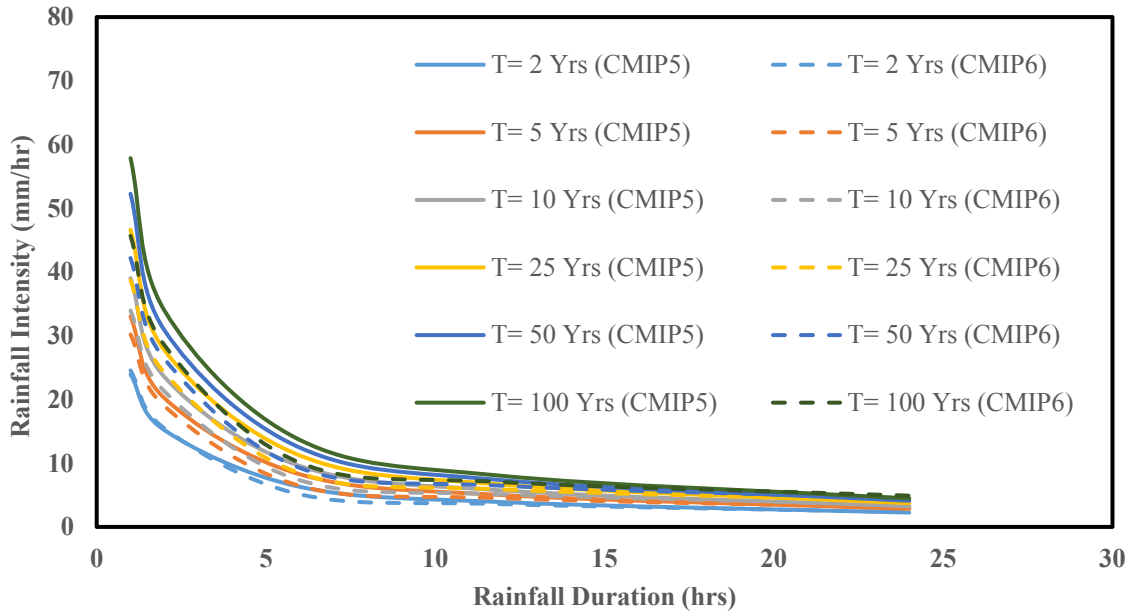 80
70
60
50
40
30
20
10
0
Rainfall Intensity (mm/hr)
T= 2 Yrs (CMIP5)
T= 2 Yrs (CMIP6)
T= 5 Yrs (CMIP5)
T= 5 Yrs (CMIP6)
T= 10 Yrs (CMIP5)
T= 10 Yrs (CMIP6)
T= 25 Yrs (CMIP5)
T= 25 Yrs (CMIP6)
T= 50 Yrs (CMIP5)
T= 50 Yrs (CMIP6)
T= 100 Yrs (CMIP5)
T= 100 Yrs (CMIP6)
0 5 10 15 20 25 30
Rainfall Duration (hrs)